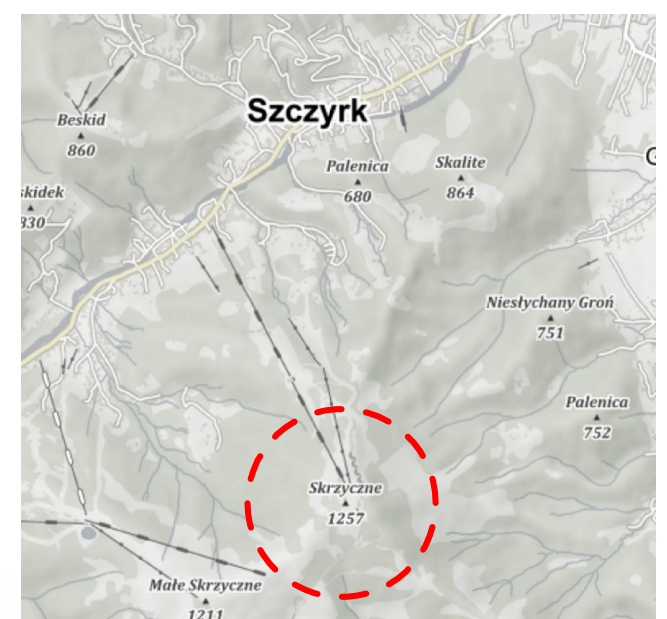 Szczyrk
Beskid
860
Palenica
680
Skalite
864
skidek
830
Niesłychany Groń
751
Palenica
752
Skrzyczne
1257
Małe Skrzyczne
1211